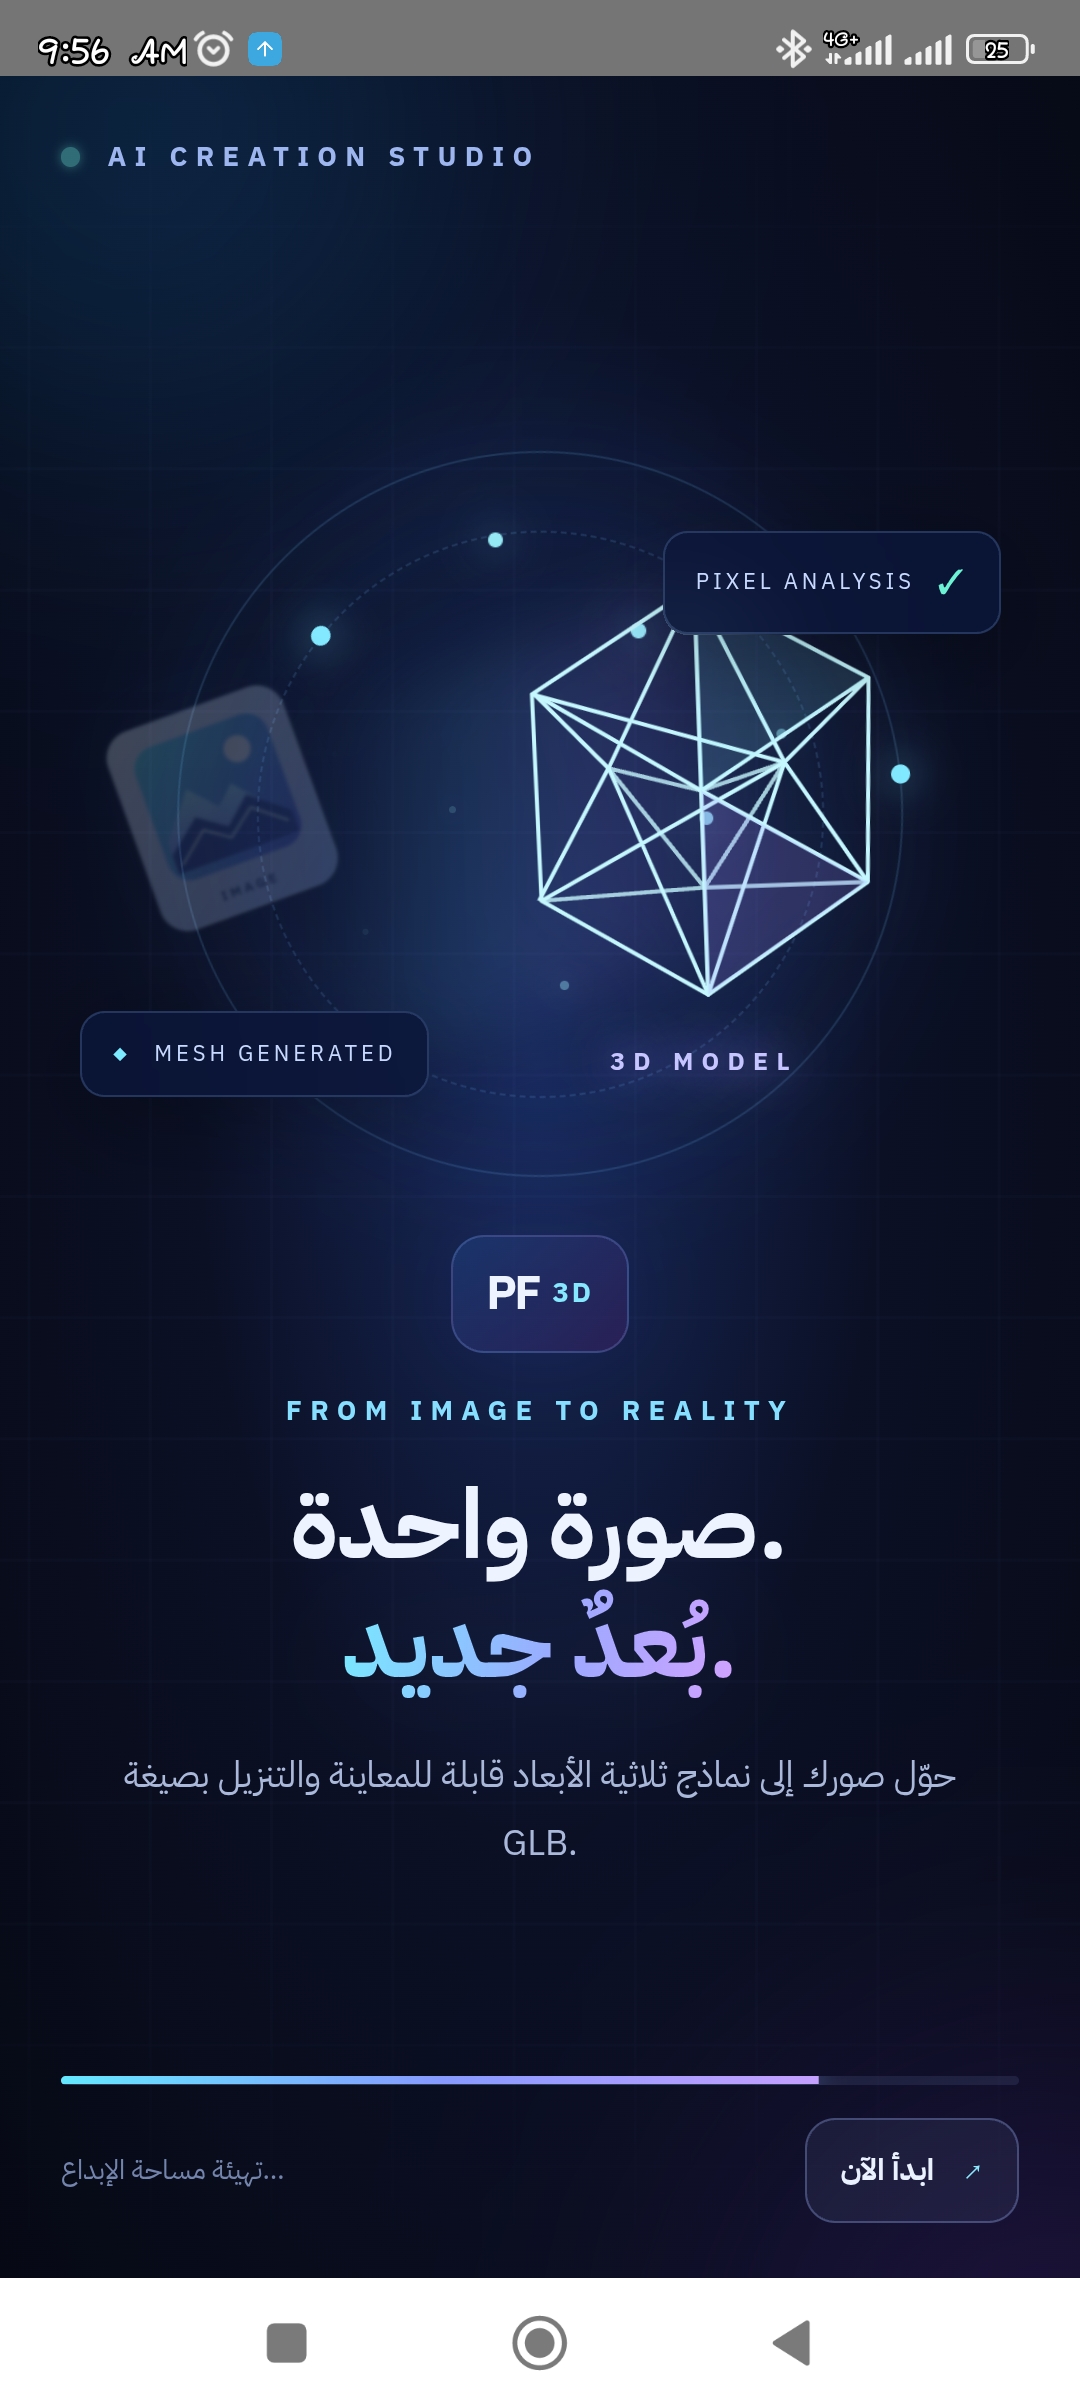 9:56 AM
4G+
25
AI CREATION STUDIO
PIXEL ANALYSIS ✓
IMAGE
MESH GENERATED
3D MODEL
PF 3D
FROM IMAGE TO REALITY
صورة واحدة.
بُعدٌ جديد.
حوّل صورك إلى نماذج ثلاثية الأبعاد قابلة للمعاينة والتنزيل بصيغة
GLB.
تهيئة مساحة الإبداع...
ابدأ الآن ↗